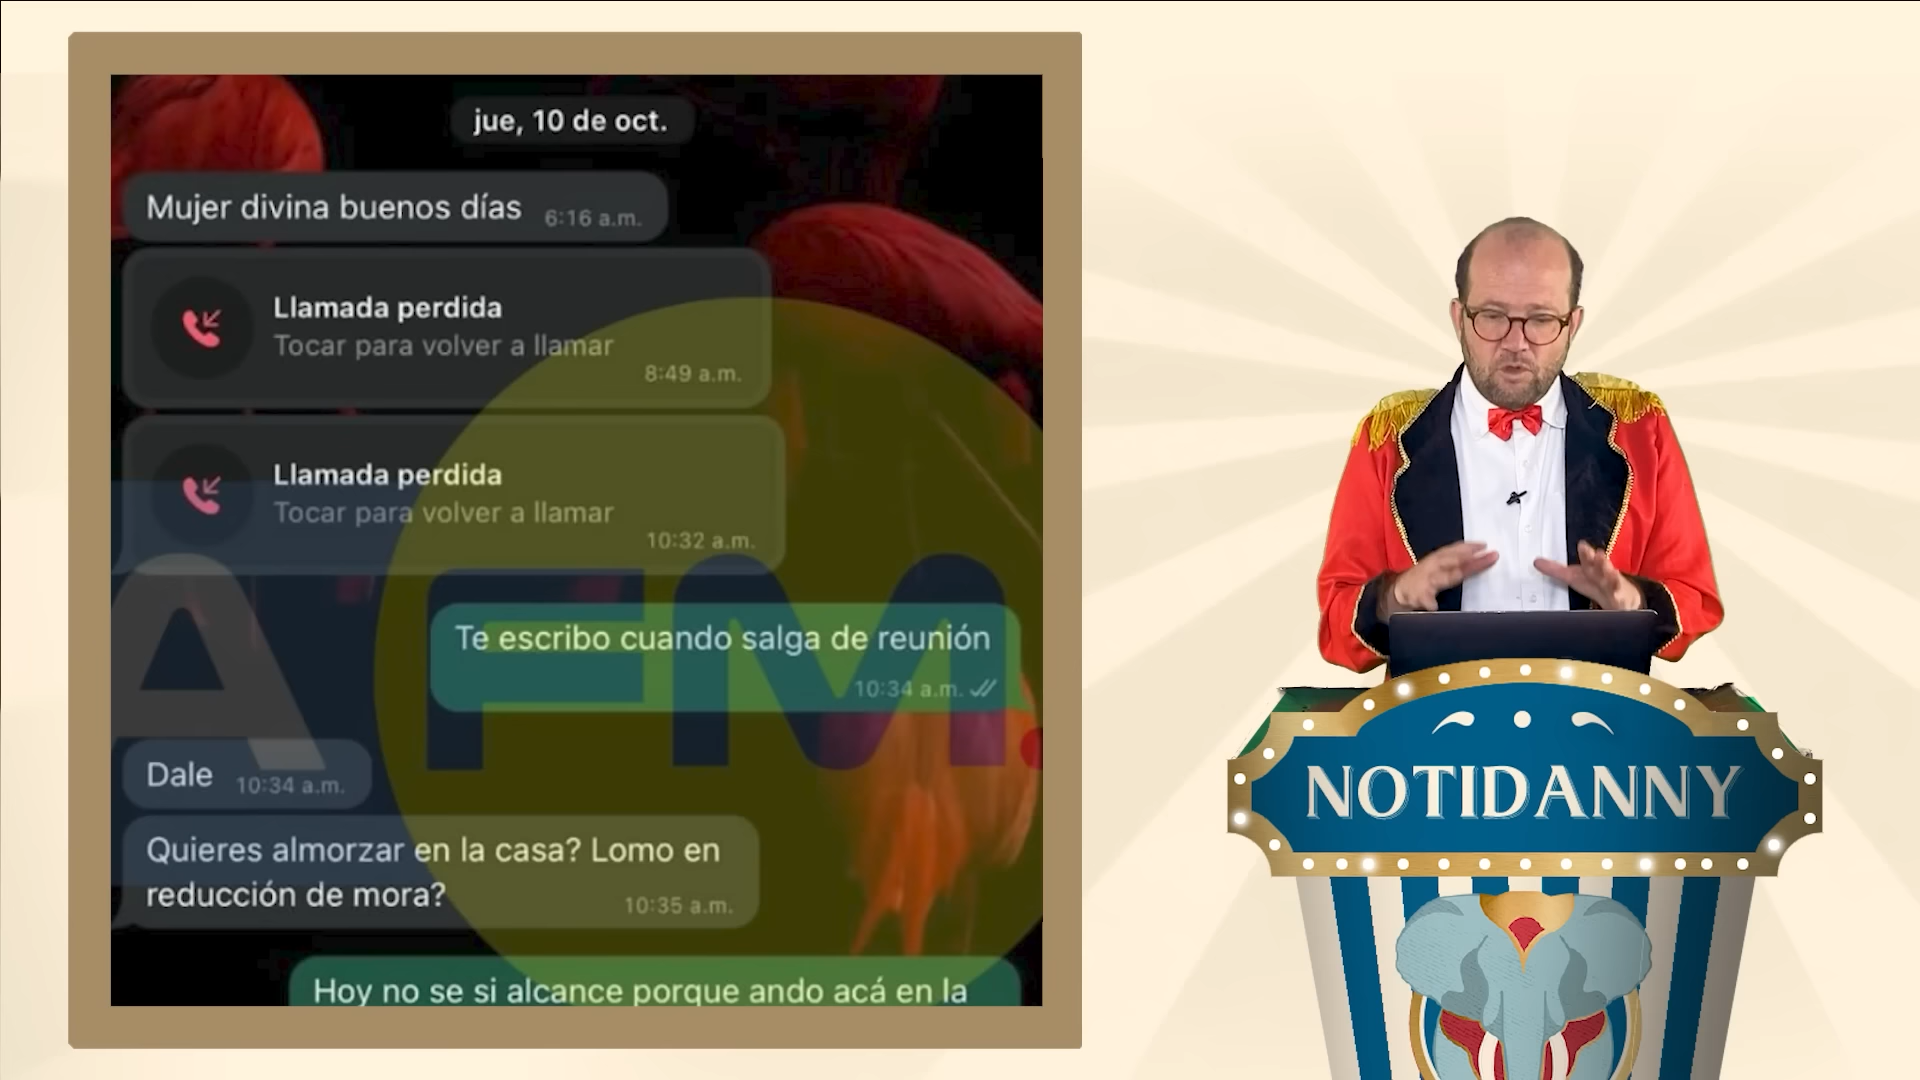 jue, 10 de oct.
Mujer divina buenos días 6:16 a.m.
Llamada perdida
Tocar para volver a llamar
8:49 a.m.
Llamada perdida
Tocar para volver a llamar
10:32 a.m.
A FM.
Te escribo cuando salga de reunión
10:34 a.m.
Dale 10:34 a.m.
Quieres almorzar en la casa? Lomo en
reducción de mora?
10:35 a.m.
Hoy no se si alcance porque ando acá en la
NOTIDANNY